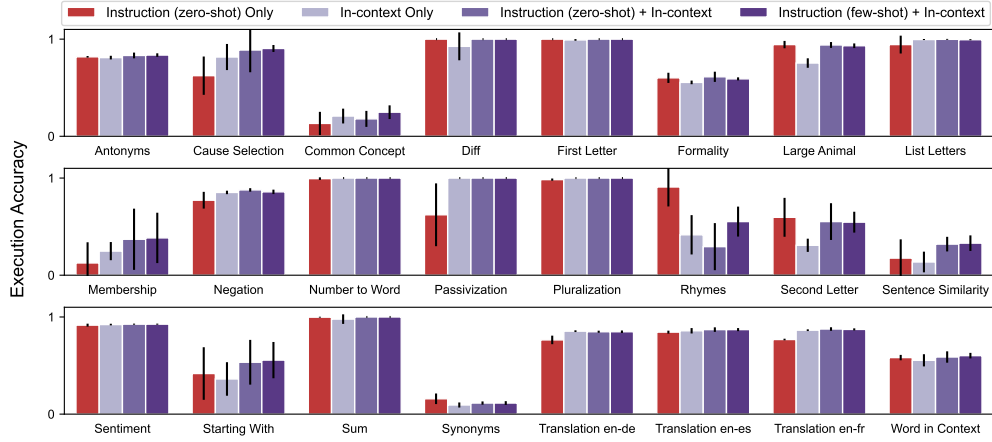 Instruction (zero-shot) Only In-context Only Instruction (zero-shot) + In-context Instruction (few-shot) + In-context
Execution Accuracy
1
0
Antonyms Cause Selection Common Concept Diff First Letter Formality Large Animal List Letters
1
0
Membership Negation Number to Word Passivization Pluralization Rhymes Second Letter Sentence Similarity
1
0
Sentiment Starting With Sum Synonyms Translation en-de Translation en-es Translation en-fr Word in Context